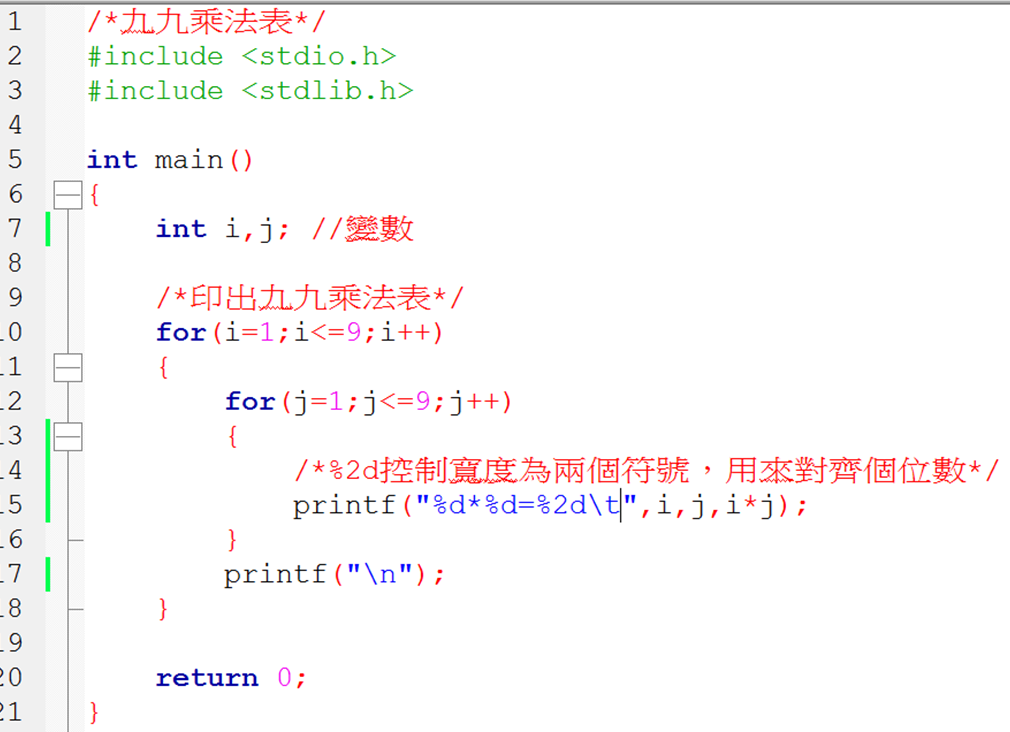 1 /*九九乘法表*/
2 #include <stdio.h>
3 #include <stdlib.h>
4
5 int main()
6 {
7 int i,j; //變數
8
9 /*印出九九乘法表*/
10 for(i=1;i<=9;i++)
11 {
12 for(j=1;j<=9;j++)
13 {
14 /*%2d控制寬度為兩個符號，用來對齊個位數*/
15 printf("%d*%d=%2d\t",i,j,i*j);
16 }
17 printf("\n");
18 }
19
20 return 0;
21 }